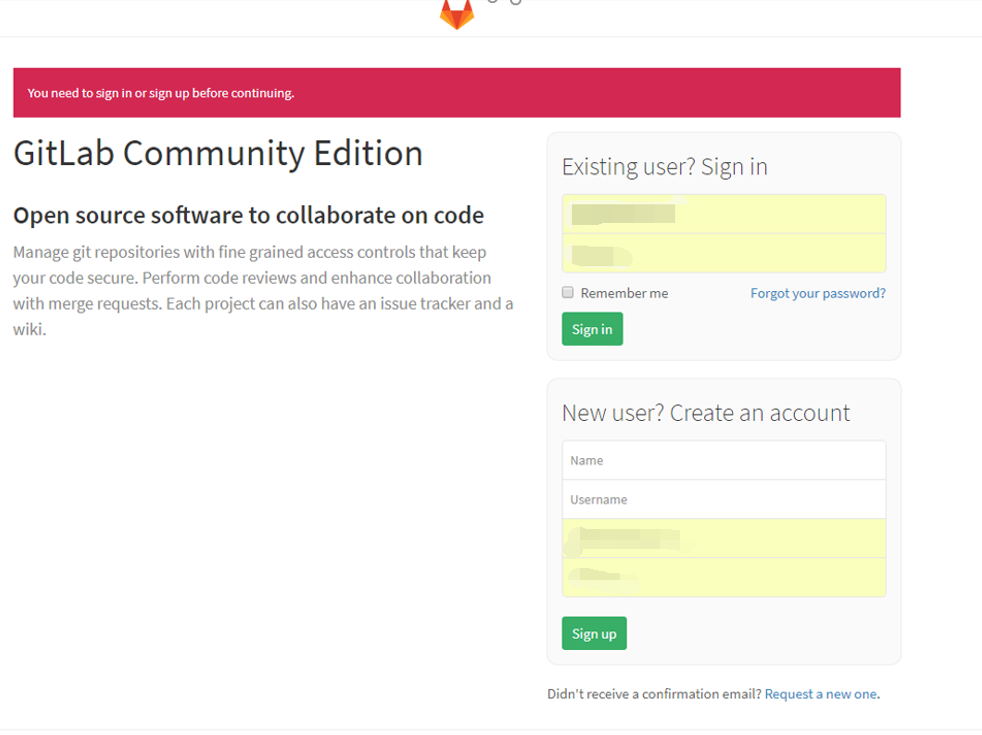 You need to sign in or sign up before continuing.
GitLab Community Edition
Open source software to collaborate on code
Manage git repositories with fine grained access controls that keep
your code secure. Perform code reviews and enhance collaboration
with merge requests. Each project can also have an issue tracker and a
wiki.
Existing user? Sign in
Remember me
Forgot your password?
Sign in
New user? Create an account
Name
Username
Sign up
Didn't receive a confirmation email? Request a new one.